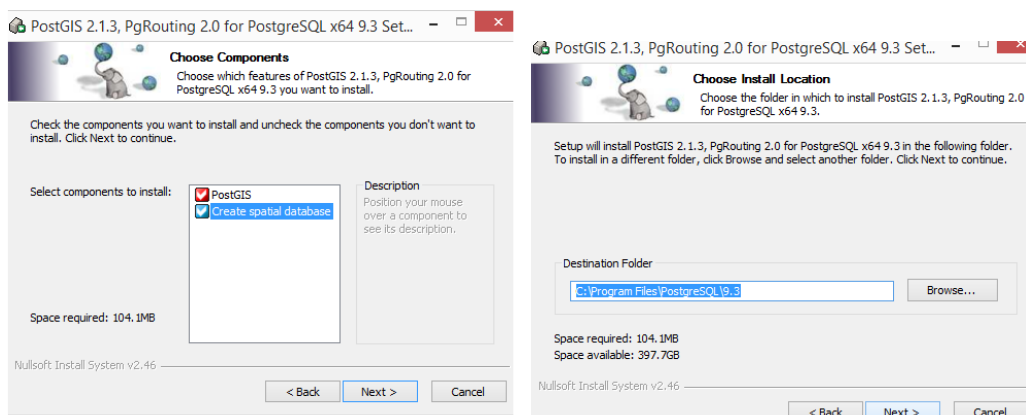 PostGIS 2.1.3, PgRouting 2.0 for PostgreSQL x64 9.3 Set...
Choose Components
Choose which features of PostGIS 2.1.3, PgRouting 2.0 for
PostgreSQL x64 9.3 you want to install.
Check the components you want to install and uncheck the components you don't want to
install. Click Next to continue.
Select components to install:
PostGIS
Create spatial database
Description
Position your mouse
over a component to
see its description.
Space required: 104.1MB
Nullsoft Install System v2.46
< Back
Next >
Cancel
PostGIS 2.1.3, PgRouting 2.0 for PostgreSQL x64 9.3 Set...
Choose Install Location
Choose the folder in which to install PostGIS 2.1.3, PgRouting 2.0
for PostgreSQL x64 9.3.
Setup will install PostGIS 2.1.3, PgRouting 2.0 for PostgreSQL x64 9.3 in the following folder.
To install in a different folder, click Browse and select another folder. Click Next to continue.
Destination Folder
C:\Program Files\PostgreSQL\9.3
Browse...
Space required: 104.1MB
Space available: 397.7GB
Nullsoft Install System v2.46
< Back
Next >
Cancel